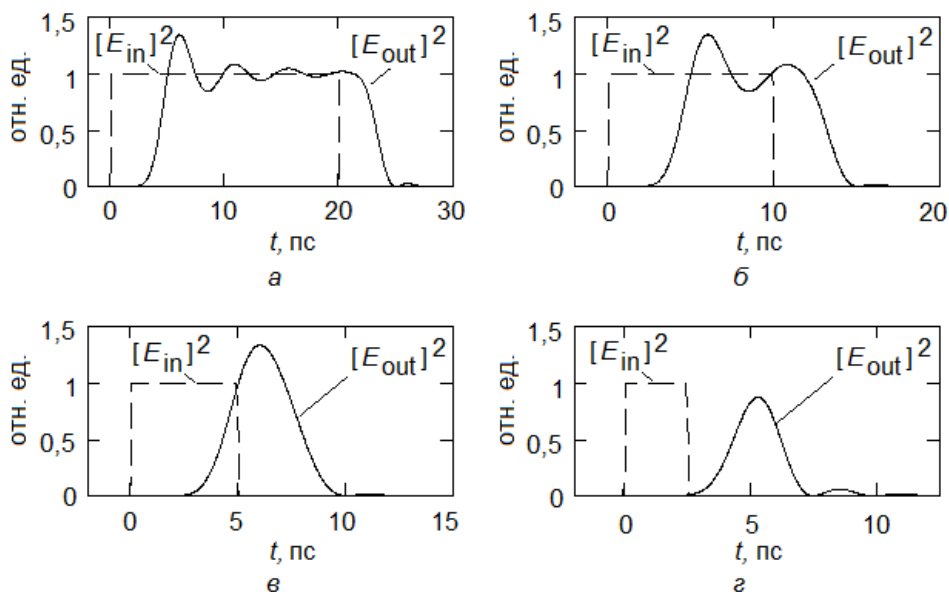 1,5
[E_in]² [E_out]²
1
отн. ед.
0,5
0
0 10 20 30
t, пс
а
1,5
[E_in]² [E_out]²
1
отн. ед.
0,5
0
0 10 20
t, пс
б
1,5
[E_in]² [E_out]²
1
отн. ед.
0,5
0
0 5 10 15
t, пс
в
1,5
[E_in]² [E_out]²
1
отн. ед.
0,5
0
0 5 10
t, пс
г